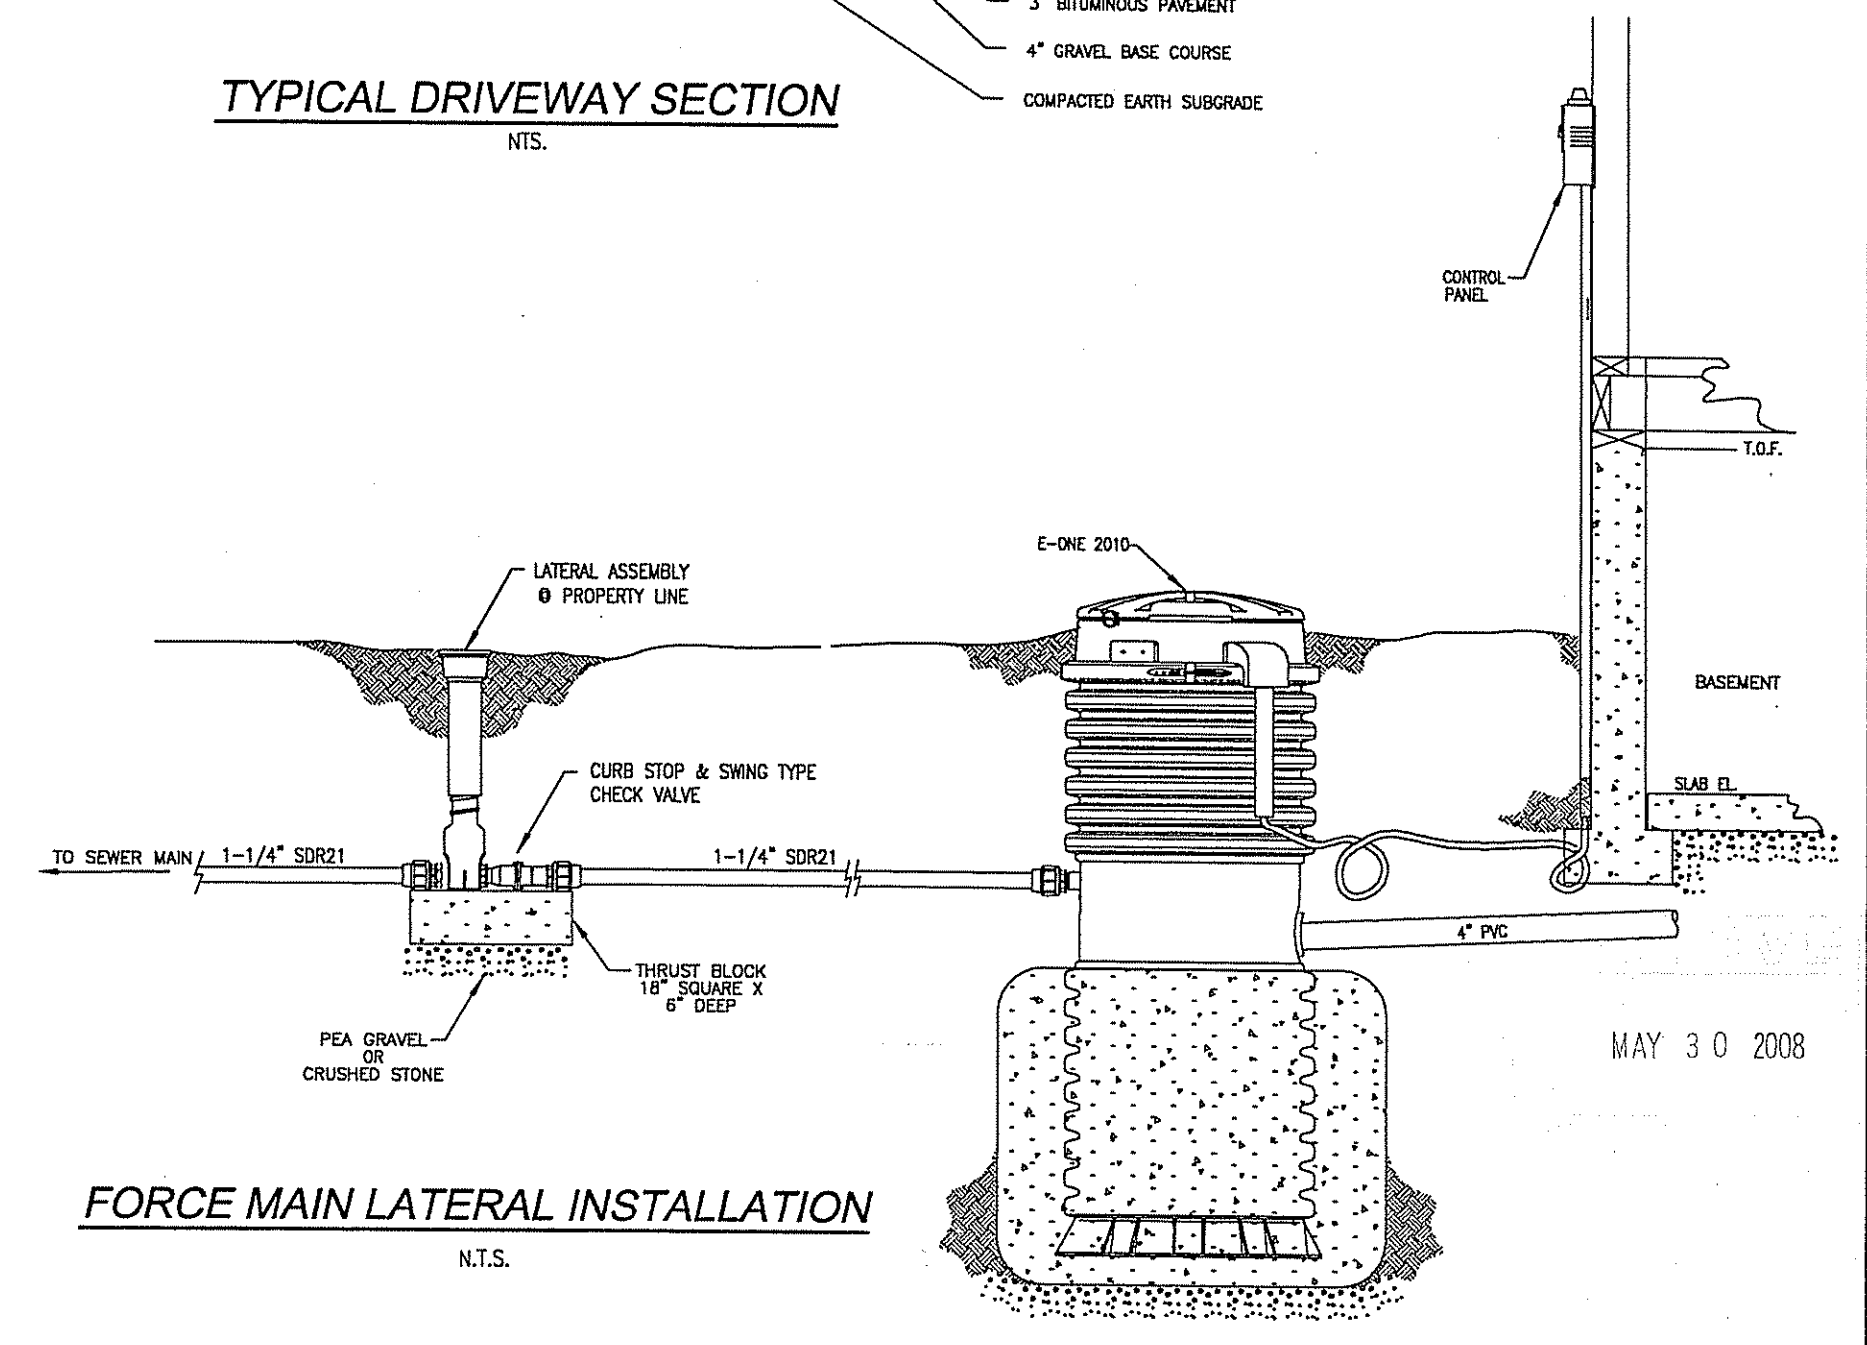 3" BITUMINOUS PAVEMENT
4" GRAVEL BASE COURSE
COMPACTED EARTH SUBGRADE
TYPICAL DRIVEWAY SECTION
NTS.
CONTROL
PANEL
T.O.F.
E-ONE 2010
LATERAL ASSEMBLY
@ PROPERTY LINE
BASEMENT
CURB STOP & SWING TYPE
CHECK VALVE
SLAB EL.
TO SEWER MAIN
1-1/4" SDR21
1-1/4" SDR21
4" PVC
THRUST BLOCK
18" SQUARE X
6" DEEP
PEA GRAVEL
OR
CRUSHED STONE
MAY 30 2008
FORCE MAIN LATERAL INSTALLATION
N.T.S.